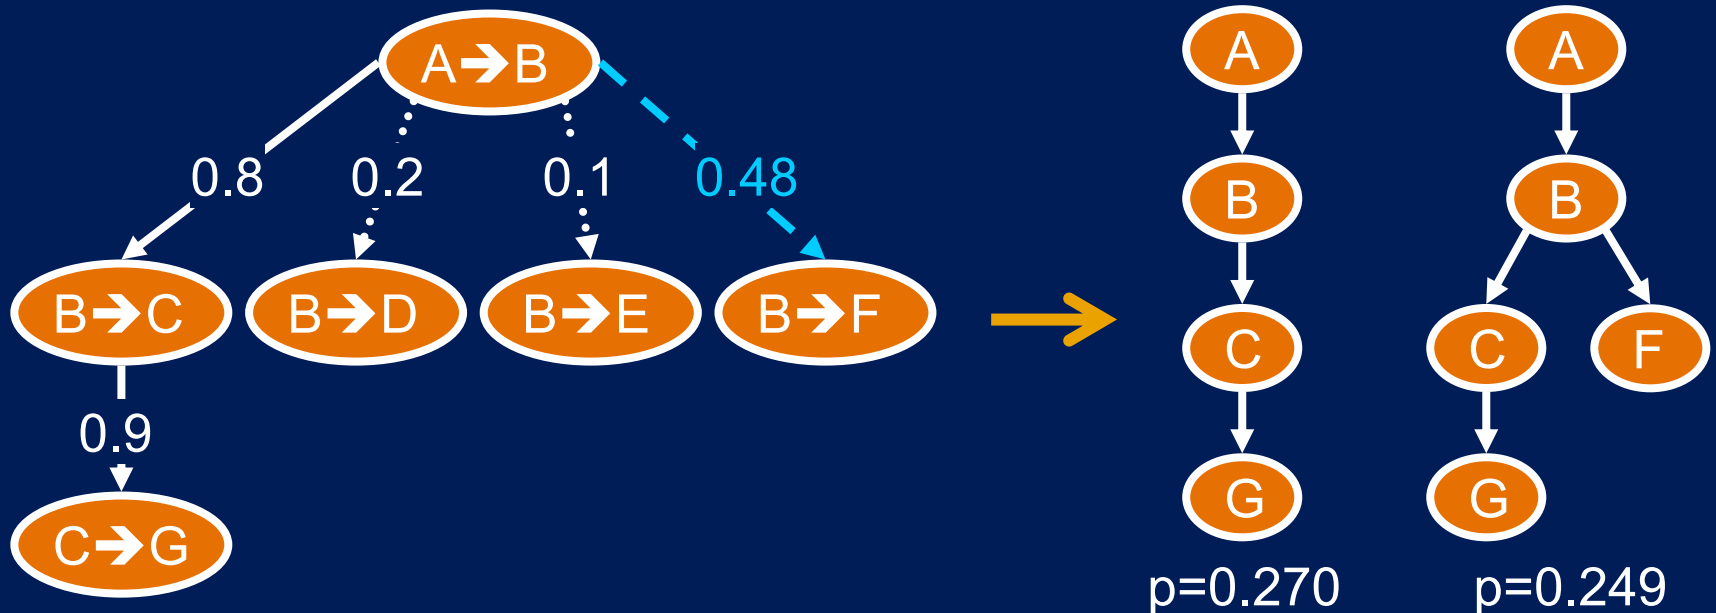 A➔B
0.8
0.2
0.1
0.48
B➔C
B➔D
B➔E
B➔F
0.9
C➔G
A
B
C
G
p=0.270
A
B
C
F
G
p=0.249